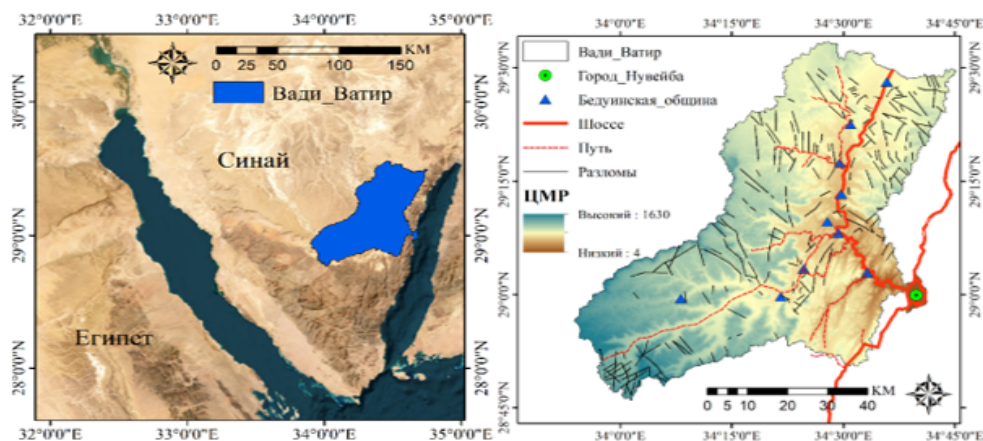 32°0'0"E 33°0'0"E 34°0'0"E 35°0'0"E
KM
0 25 50 100 150
Вади_Ватир
30°0'0"N
30°0'0"N
Синай
29°0'0"N
29°0'0"N
Египет
28°0'0"N
28°0'0"N
32°0'0"E 33°0'0"E 34°0'0"E 35°0'0"E
34°0'0"E 34°15'0"E 34°30'0"E 34°45'0"E
Вади_Ватир
Город_Нувейба
Бедуинская_община
Шоссе
Путь
Разломы
ЦМР
Высокий : 1630
Низкий : 4
29°30'0"N
29°30'0"N
29°15'0"N
29°15'0"N
29°0'0"N
29°0'0"N
28°45'0"N
28°45'0"N
KM
0 5 10 20 30 40
34°0'0"E 34°15'0"E 34°30'0"E 34°45'0"E